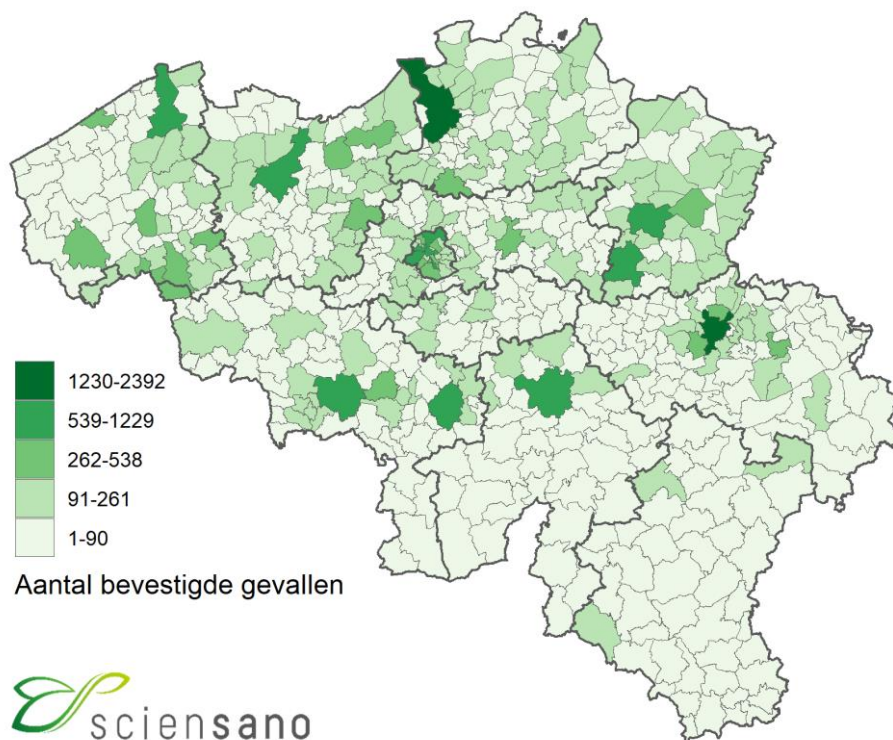 1230-2392
539-1229
262-538
91-261
1-90
Aantal bevestigde gevallen
sciensano